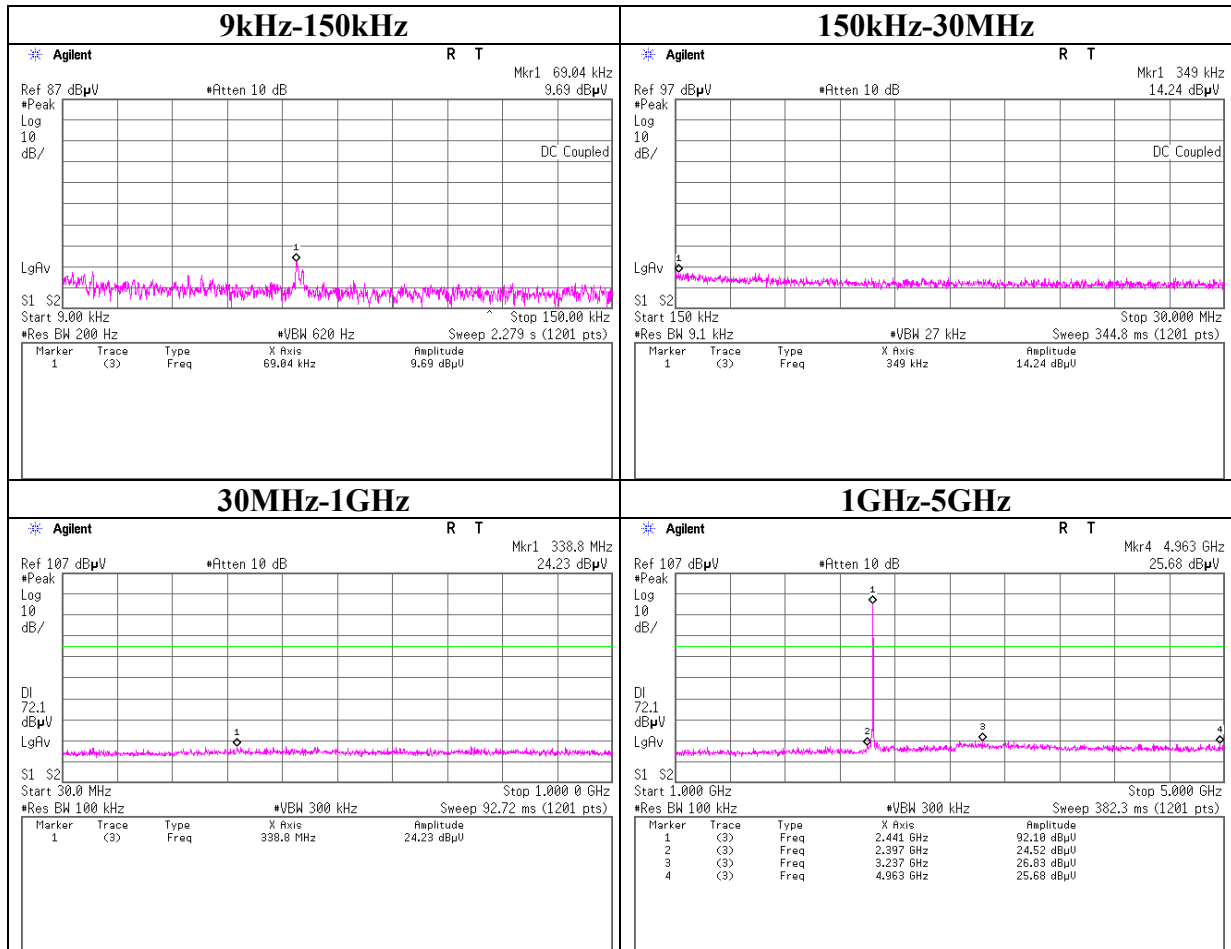 9kHz-150kHz
Agilent R T
Mkr1 69.04 kHz
Ref 87 dBµV #Atten 10 dB 9.69 dBµV
#Peak
Log
10
dB/
DC Coupled
1
LgAv
S1 S2
Start 9.00 kHz ^ Stop 150.00 kHz
#Res BW 200 Hz #VBW 620 Hz Sweep 2.279 s (1201 pts)
Marker Trace Type X Axis Amplitude
1 (3) Freq 69.04 kHz 9.69 dBµV
150kHz-30MHz
Agilent R T
Mkr1 349 kHz
Ref 97 dBµV #Atten 10 dB 14.24 dBµV
#Peak
Log
10
dB/
DC Coupled
1
LgAv
S1 S2
Start 150 kHz Stop 30.000 MHz
#Res BW 9.1 kHz #VBW 27 kHz Sweep 344.8 ms (1201 pts)
Marker Trace Type X Axis Amplitude
1 (3) Freq 349 kHz 14.24 dBµV
30MHz-1GHz
Agilent R T
Mkr1 338.8 MHz
Ref 107 dBµV #Atten 10 dB 24.23 dBµV
#Peak
Log
10
dB/
DI
72.1
dBµV
1
LgAv
S1 S2
Start 30.0 MHz Stop 1.000 0 GHz
#Res BW 100 kHz #VBW 300 kHz Sweep 92.72 ms (1201 pts)
Marker Trace Type X Axis Amplitude
1 (3) Freq 338.8 MHz 24.23 dBµV
1GHz-5GHz
Agilent R T
Mkr4 4.963 GHz
Ref 107 dBµV #Atten 10 dB 25.68 dBµV
#Peak
1
Log
10
dB/
DI
72.1
dBµV
2 3 4
LgAv
S1 S2
Start 1.000 GHz Stop 5.000 GHz
#Res BW 100 kHz #VBW 300 kHz Sweep 382.3 ms (1201 pts)
Marker Trace Type X Axis Amplitude
1 (3) Freq 2.441 GHz 92.10 dBµV
2 (3) Freq 2.397 GHz 24.52 dBµV
3 (3) Freq 3.237 GHz 26.83 dBµV
4 (3) Freq 4.963 GHz 25.68 dBµV